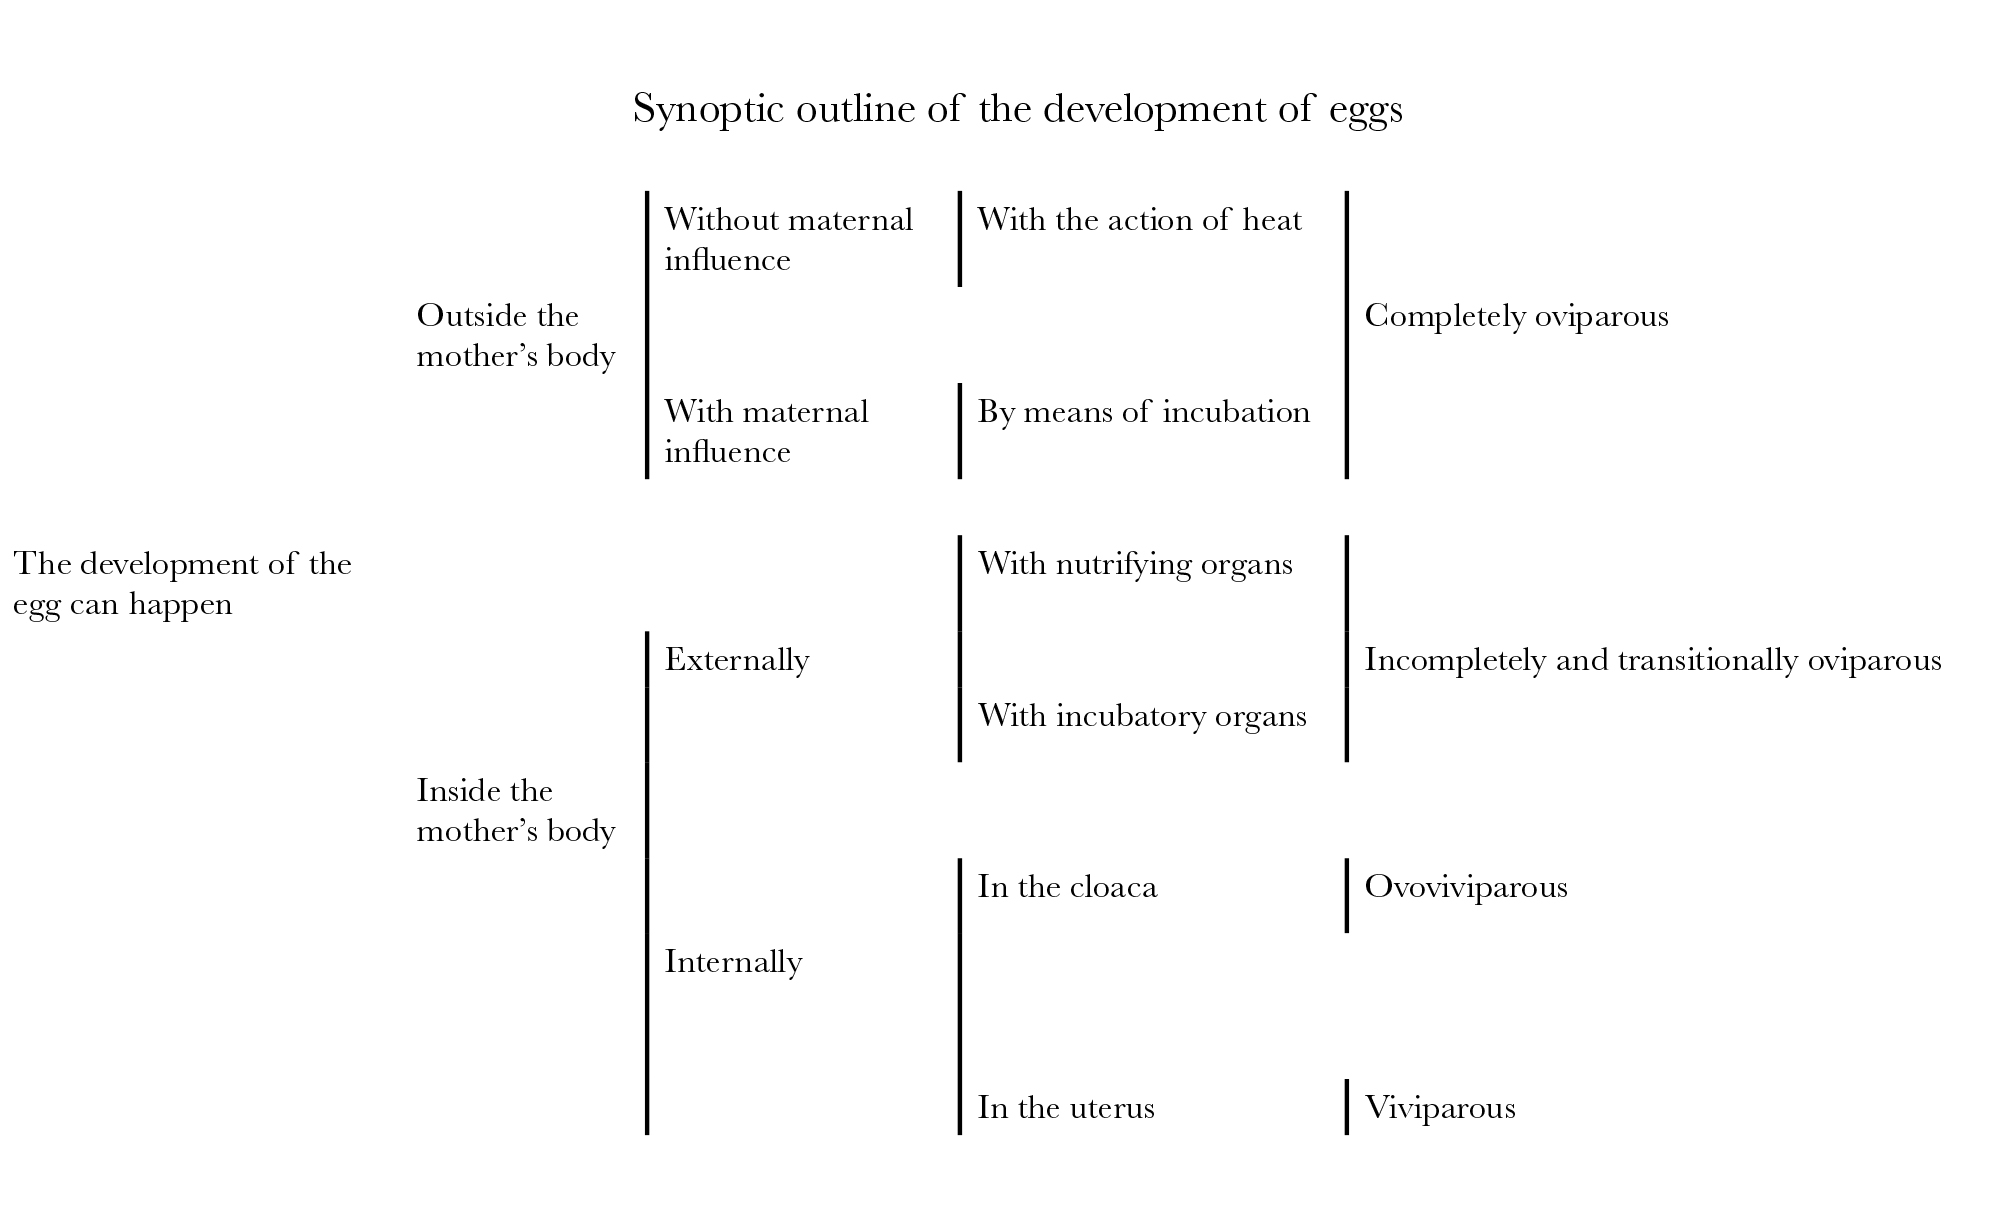 Synoptic outline of the development of eggs
The development of the
egg can happen
Outside the
mother’s body
Without maternal
influence
With the action of heat
With maternal
influence
By means of incubation
Completely oviparous
Inside the
mother’s body
Externally
With nutrifying organs
With incubatory organs
Incompletely and transitionally oviparous
Internally
In the cloaca
Ovoviviparous
In the uterus
Viviparous